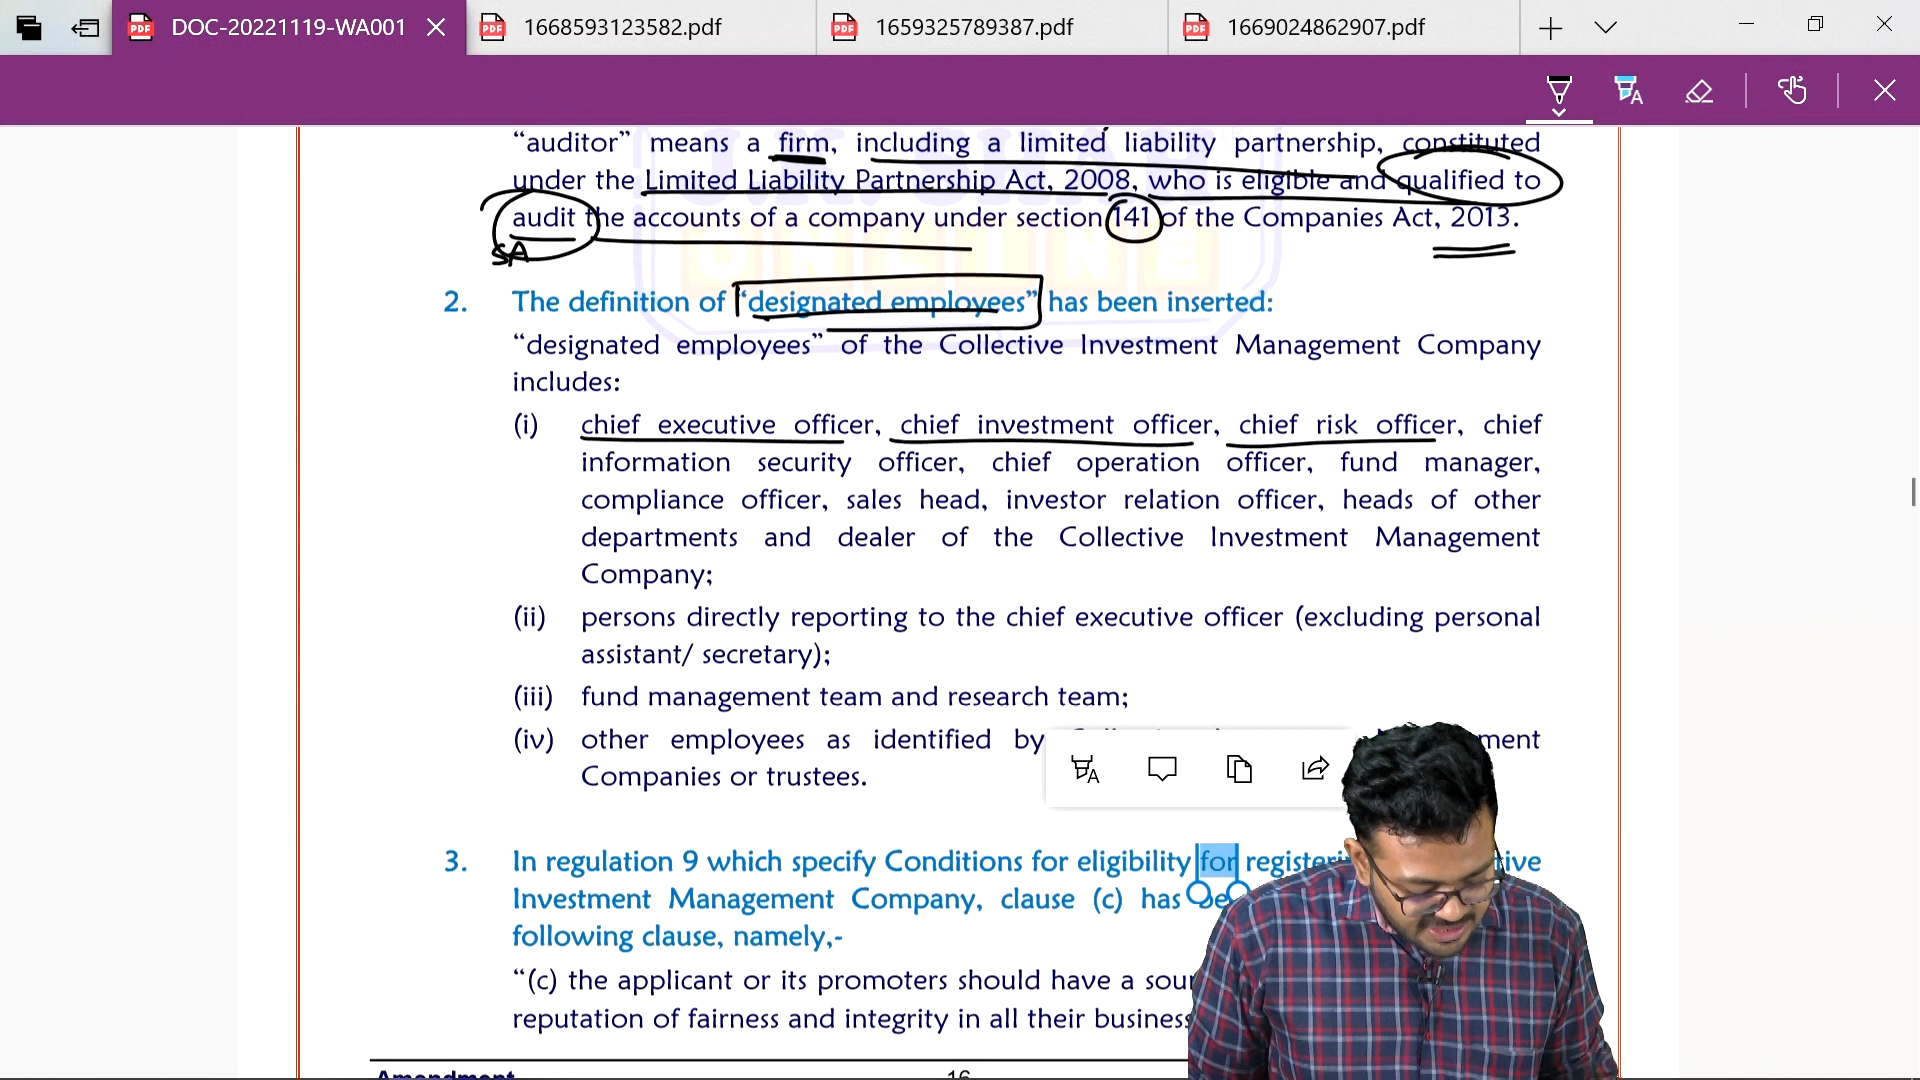 DOC-20221119-WA001
1668593123582.pdf
1659325789387.pdf
1669024862907.pdf
“auditor” means a firm, including a limited liability partnership, constituted
under the Limited Liability Partnership Act, 2008, who is eligible and qualified to
audit the accounts of a company under section 141 of the Companies Act, 2013.
SA
2. The definition of “designated employees” has been inserted:
“designated employees” of the Collective Investment Management Company
includes:
(i) chief executive officer, chief investment officer, chief risk officer, chief
information security officer, chief operation officer, fund manager,
compliance officer, sales head, investor relation officer, heads of other
departments and dealer of the Collective Investment Management
Company;
(ii) persons directly reporting to the chief executive officer (excluding personal
assistant/ secretary);
(iii) fund management team and research team;
(iv) other employees as identified by
Companies or trustees.
3. In regulation 9 which specify Conditions for eligibility for
Investment Management Company, clause (c) has
following clause, namely,-
“(c) the applicant or its promoters should have a
reputation of fairness and integrity in all their
Amendment
16
ONLINE